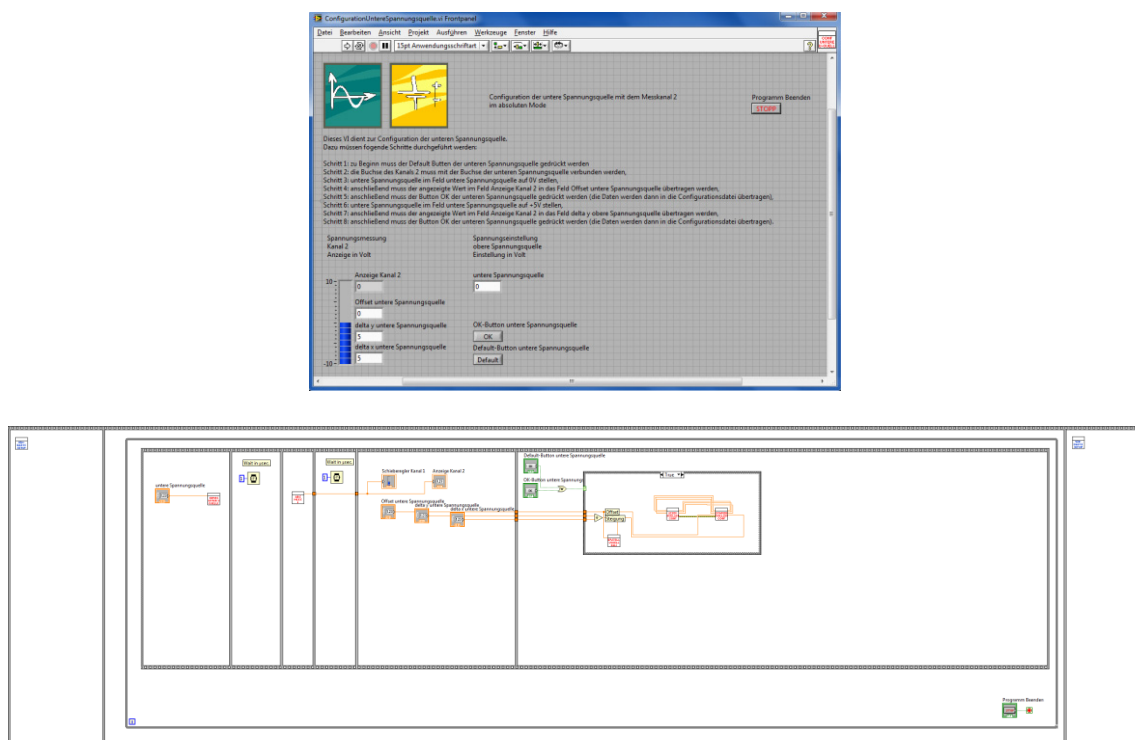 ConfigurationUntereSpannungsquelle.vi Frontpanel
Datei Bearbeiten Ansicht Projekt Ausführen Werkzeuge Fenster Hilfe
15pt Anwendungsschriftart
Configuration der untere Spannungsquelle mit dem Messkanal 2
im absoluten Mode
Programm Beenden
STOPP
Dieses VI dient zur Configuration der unteren Spannungsquelle.
Dazu müssen fogende Schritte durchgeführt werden:
Schritt 1: zu Beginn muss der Default Butten der unteren Spannungsquelle gedrückt werden
Schritt 2: die Buchse des Kanals 2 muss mit der Buchse der unteren Spannungsquelle verbunden werden,
Schritt 3: untere Spannungsquelle im Feld untere Spannungsquelle auf 0V stellen,
Schritt 4: anschließend muss der angezeigte Wert im Feld Anzeige Kanal 2 in das Feld Offset untere Spannungsquelle übertragen werden,
Schritt 5: anschließend muss der Button OK der unteren Spannungsquelle gedrückt werden (die Daten werden dann in die Configurationsdatei übertragen),
Schritt 6: untere Spannungsquelle im Feld untere Spannungsquelle auf +5V stellen,
Schritt 7: anschließend muss der angezeigte Wert im Feld Anzeige Kanal 2 in das Feld delta y obere Spannungsquelle übertragen werden,
Schritt 8: anschließend muss der Button OK der unteren Spannungsquelle gedrückt werden (die Daten werden dann in die Configurationsdatei übertragen).
Spannungsmessung
Kanal 2
Anzeige in Volt
Spannungseinstellung
obere Spannungsquelle
Einstellung in Volt
10
Anzeige Kanal 2
0
untere Spannungsquelle
0
Offset untere Spannungsquelle
0
delta y untere Spannungsquelle
5
OK-Button untere Spannungsquelle
OK
delta x untere Spannungsquelle
5
Default-Button untere Spannungsquelle
Default
-10
untere Spannungsquelle
Wait in µsec.
Wait in µsec.
Schieberegler Kanal 1
Anzeige Kanal 2
Offset untere Spannungsquelle
delta y untere Spannungsquelle
delta x untere Spannungsquelle
Default-Button untere Spannungsquelle
OK-Button untere Spannungs
True
Offset
Steigung
Programm Beenden